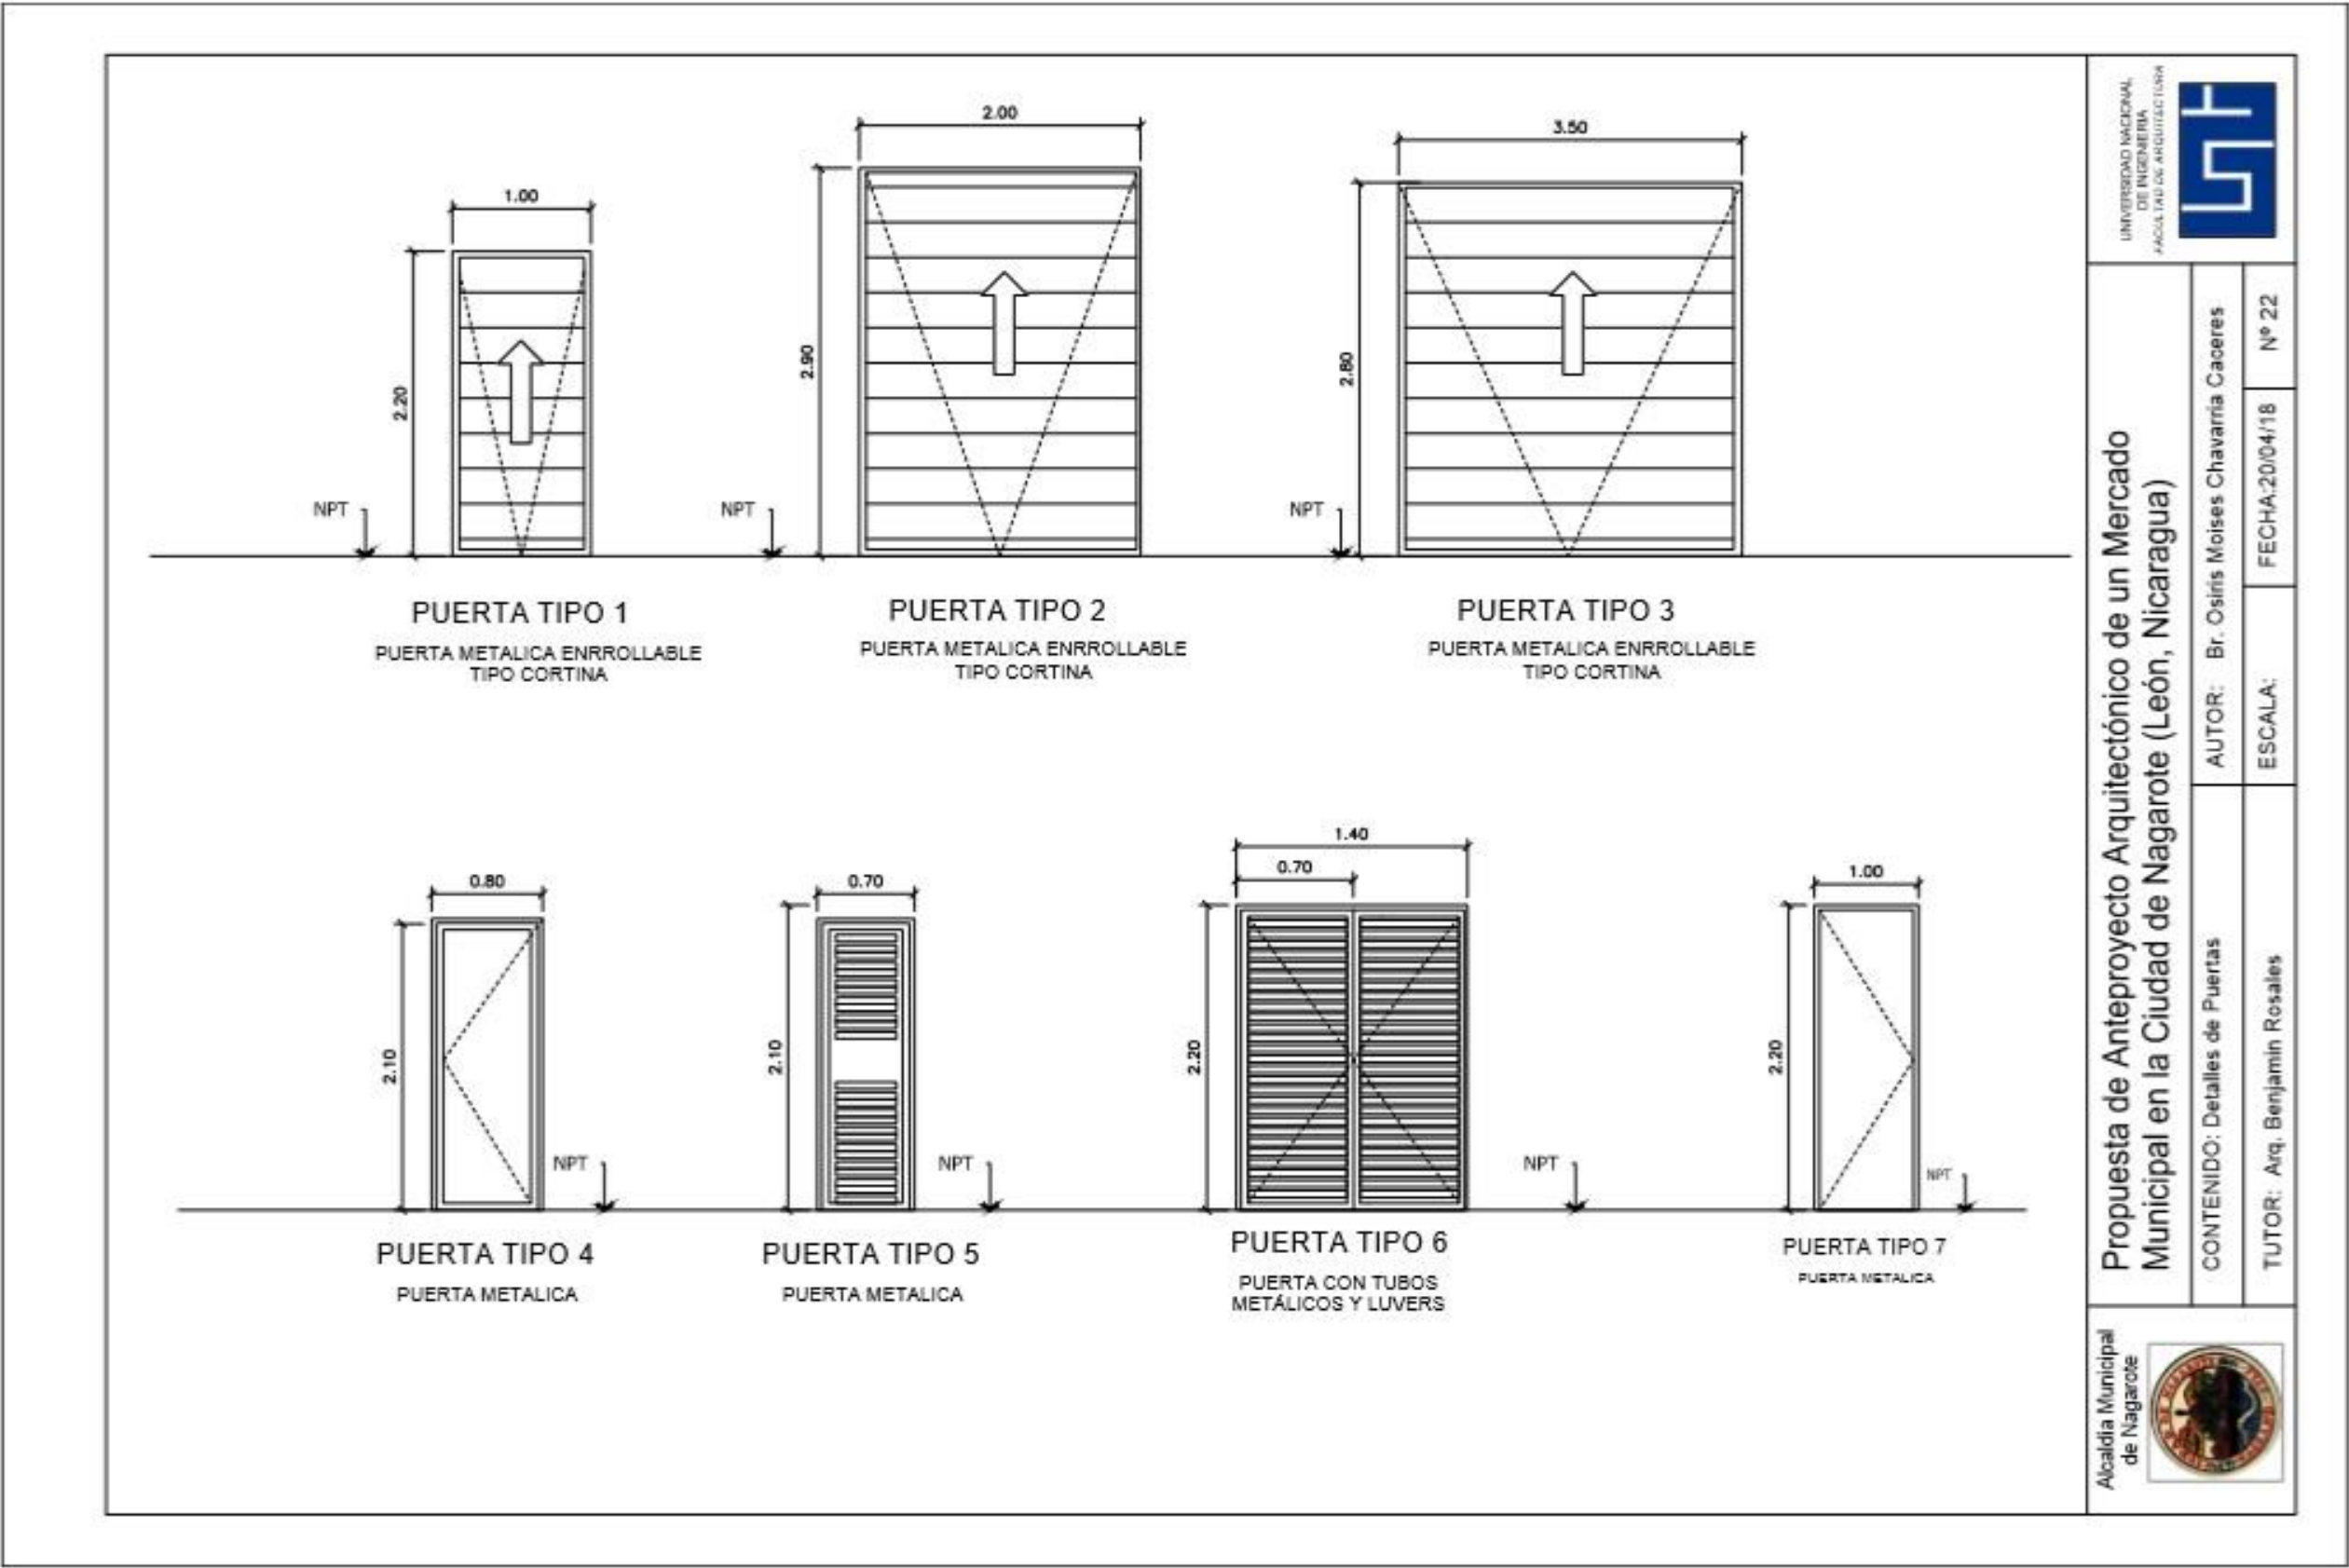 1.00
2.20
NPT
PUERTA TIPO 1
PUERTA METALICA ENRROLLABLE
TIPO CORTINA
2.00
2.90
NPT
PUERTA TIPO 2
PUERTA METALICA ENRROLLABLE
TIPO CORTINA
3.50
2.80
NPT
PUERTA TIPO 3
PUERTA METALICA ENRROLLABLE
TIPO CORTINA
0.80
2.10
NPT
PUERTA TIPO 4
PUERTA METALICA
0.70
2.10
NPT
PUERTA TIPO 5
PUERTA METALICA
1.40
0.70
2.20
NPT
PUERTA TIPO 6
PUERTA CON TUBOS
METÁLICOS Y LUVERS
1.00
2.20
NPT
PUERTA TIPO 7
PUERTA METALICA
UNIVERSIDAD NACIONAL
DE INGENIERIA
FACULTAD DE ARQUITECTURA
Propuesta de Anteproyecto Arquitectónico de un Mercado
Municipal en la Ciudad de Nagarote (León, Nicaragua)
CONTENIDO: Detalles de Puertas
AUTOR: Br. Osiris Moises Chavarria Caceres
TUTOR: Arq. Benjamin Rosales
ESCALA:
FECHA:20/04/18
Nº 22
Alcaldia Municipal
de Nagarote